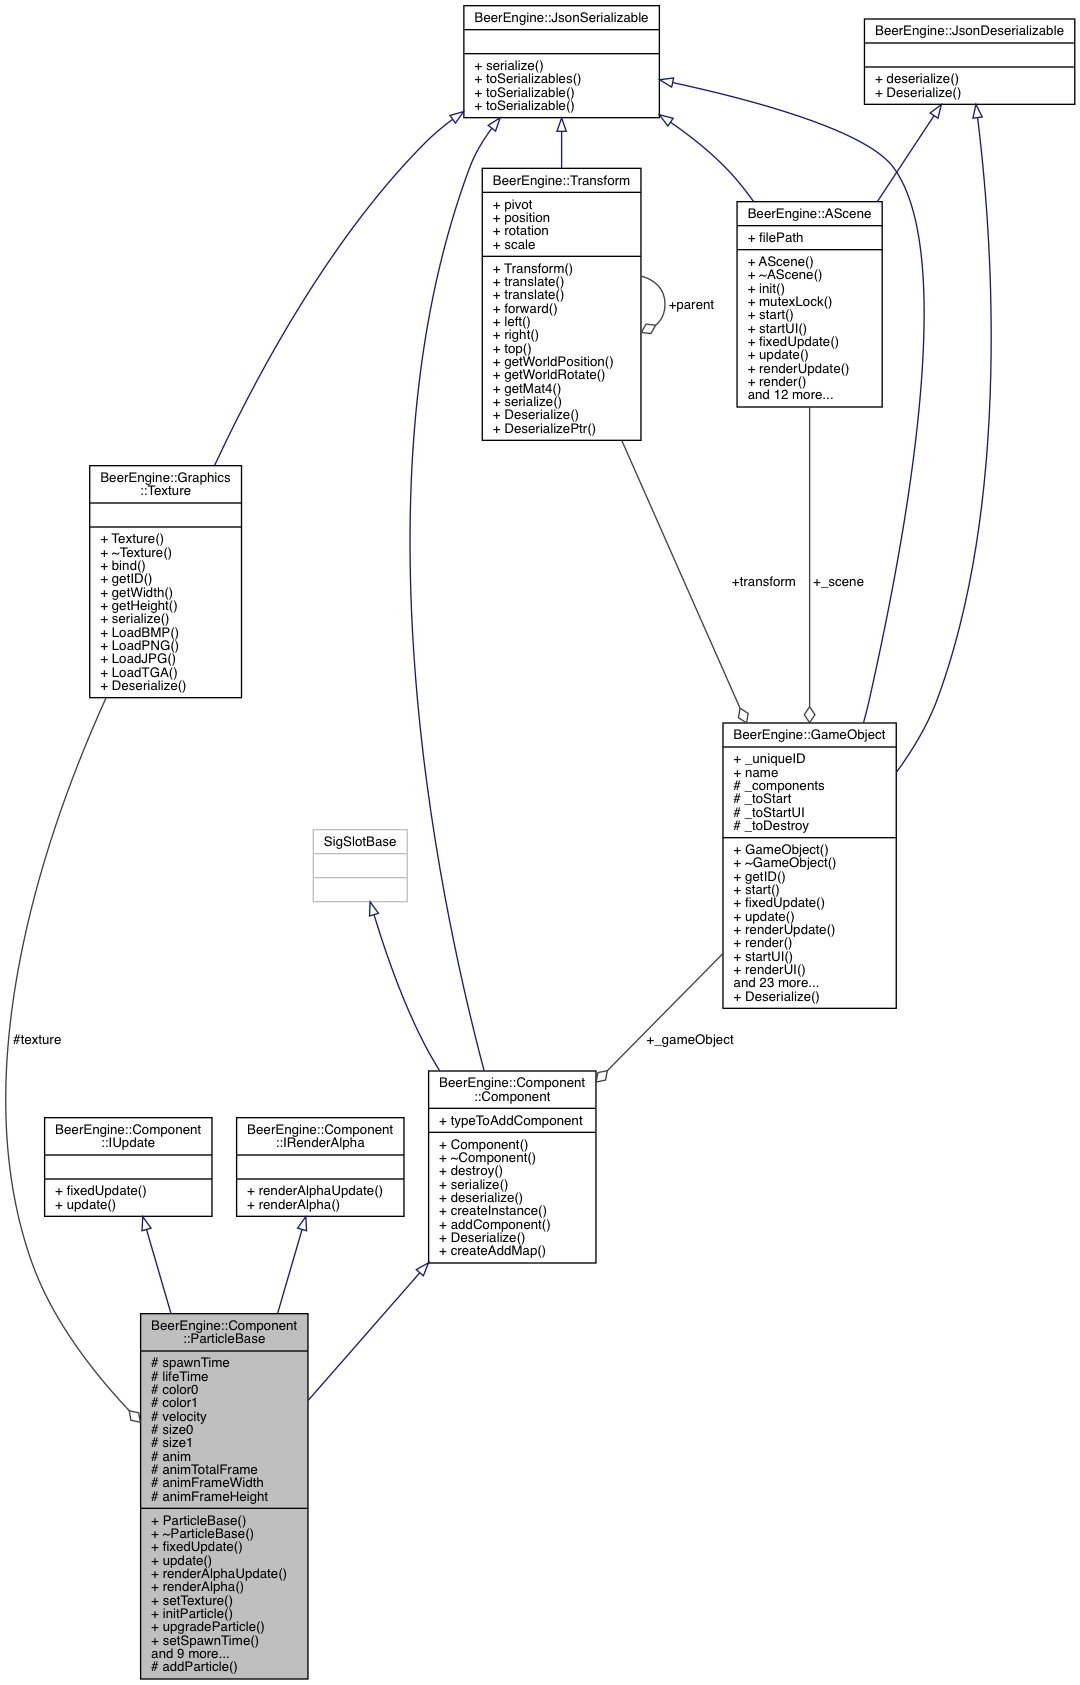 BeerEngine::JsonSerializable
+ serialize()
+ toSerializables()
+ toSerializable()
+ toSerializable()
BeerEngine::JsonDeserializable
+ deserialize()
+ Deserialize()
BeerEngine::Transform
+ pivot
+ position
+ rotation
+ scale
+ Transform()
+ translate()
+ translate()
+ forward()
+ left()
+ right()
+ top()
+ getWorldPosition()
+ getWorldRotate()
+ getMat4()
+ serialize()
+ Deserialize()
+ DeserializePtr()
+parent
BeerEngine::AScene
+ filePath
+ AScene()
+ ~AScene()
+ init()
+ mutexLock()
+ start()
+ startUI()
+ fixedUpdate()
+ update()
+ renderUpdate()
+ render()
and 12 more...
BeerEngine::Graphics
::Texture
+ Texture()
+ ~Texture()
+ bind()
+ getID()
+ getWidth()
+ getHeight()
+ serialize()
+ LoadBMP()
+ LoadPNG()
+ LoadJPG()
+ LoadTGA()
+ Deserialize()
+transform
+_scene
BeerEngine::GameObject
+ _uniqueID
+ name
# _components
# _toStart
# _toStartUI
# _toDestroy
+ GameObject()
+ ~GameObject()
+ getID()
+ start()
+ fixedUpdate()
+ update()
+ renderUpdate()
+ render()
+ startUI()
+ renderUI()
and 23 more...
+ Deserialize()
SigSlotBase
#texture
+_gameObject
BeerEngine::Component
::Component
+ typeToAddComponent
+ Component()
+ ~Component()
+ destroy()
+ serialize()
+ deserialize()
+ createInstance()
+ addComponent()
+ Deserialize()
+ createAddMap()
BeerEngine::Component
::IUpdate
+ fixedUpdate()
+ update()
BeerEngine::Component
::IRenderAlpha
+ renderAlphaUpdate()
+ renderAlpha()
BeerEngine::Component
::ParticleBase
# spawnTime
# lifeTime
# color0
# color1
# velocity
# size0
# size1
# anim
# animTotalFrame
# animFrameWidth
# animFrameHeight
+ ParticleBase()
+ ~ParticleBase()
+ fixedUpdate()
+ update()
+ renderAlphaUpdate()
+ renderAlpha()
+ setTexture()
+ initParticle()
+ upgradeParticle()
+ setSpawnTime()
and 9 more...
# addParticle()